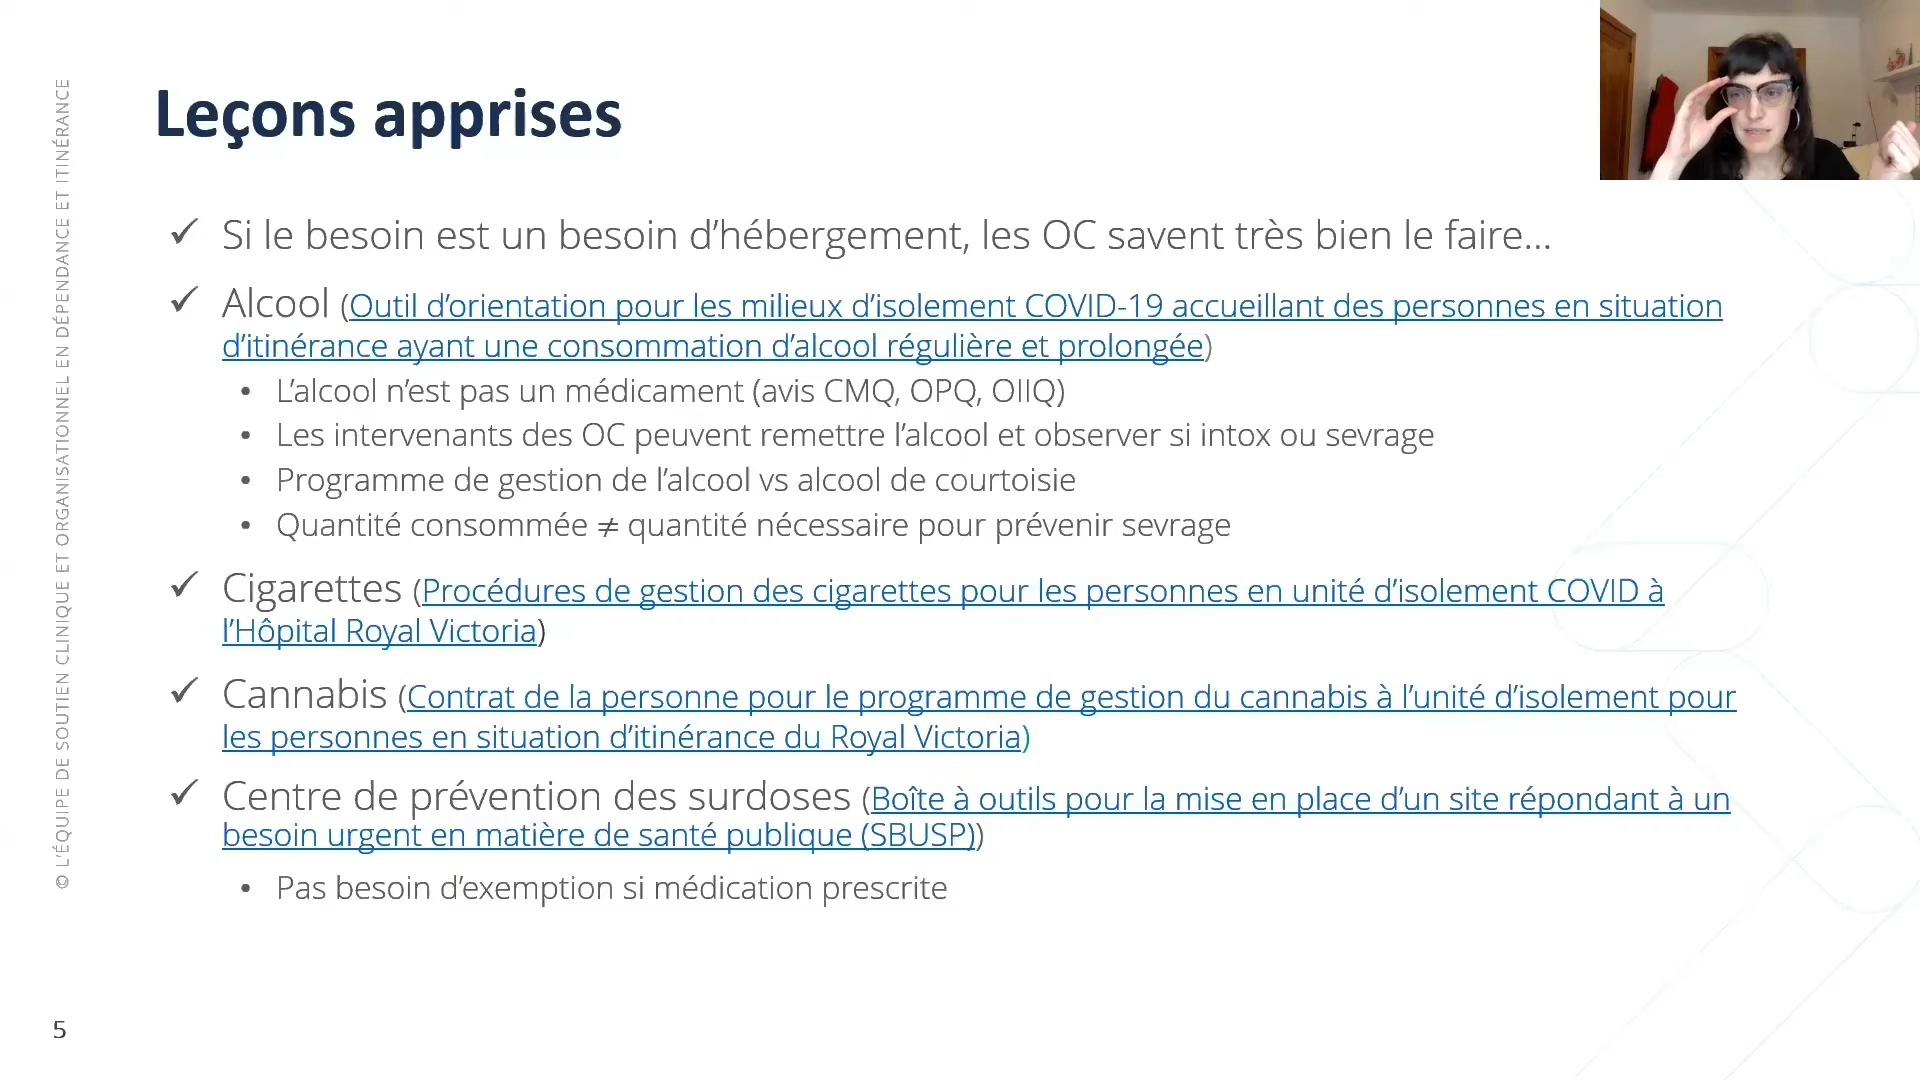 Leçons apprises
✓ Si le besoin est un besoin d’hébergement, les OC savent très bien le faire…
✓ Alcool (Outil d’orientation pour les milieux d’isolement COVID-19 accueillant des personnes en situation
d’itinérance ayant une consommation d’alcool régulière et prolongée)
• L’alcool n’est pas un médicament (avis CMQ, OPQ, OIIQ)
• Les intervenants des OC peuvent remettre l’alcool et observer si intox ou sevrage
• Programme de gestion de l’alcool vs alcool de courtoisie
• Quantité consommée ≠ quantité nécessaire pour prévenir sevrage
✓ Cigarettes (Procédures de gestion des cigarettes pour les personnes en unité d’isolement COVID à
l’Hôpital Royal Victoria)
✓ Cannabis (Contrat de la personne pour le programme de gestion du cannabis à l’unité d’isolement pour
les personnes en situation d’itinérance du Royal Victoria)
✓ Centre de prévention des surdoses (Boîte à outils pour la mise en place d’un site répondant à un
besoin urgent en matière de santé publique (SBUSP))
• Pas besoin d’exemption si médication prescrite
© L’ÉQUIPE DE SOUTIEN CLINIQUE ET ORGANISATIONNEL EN DÉPENDANCE ET ITINÉRANCE
5